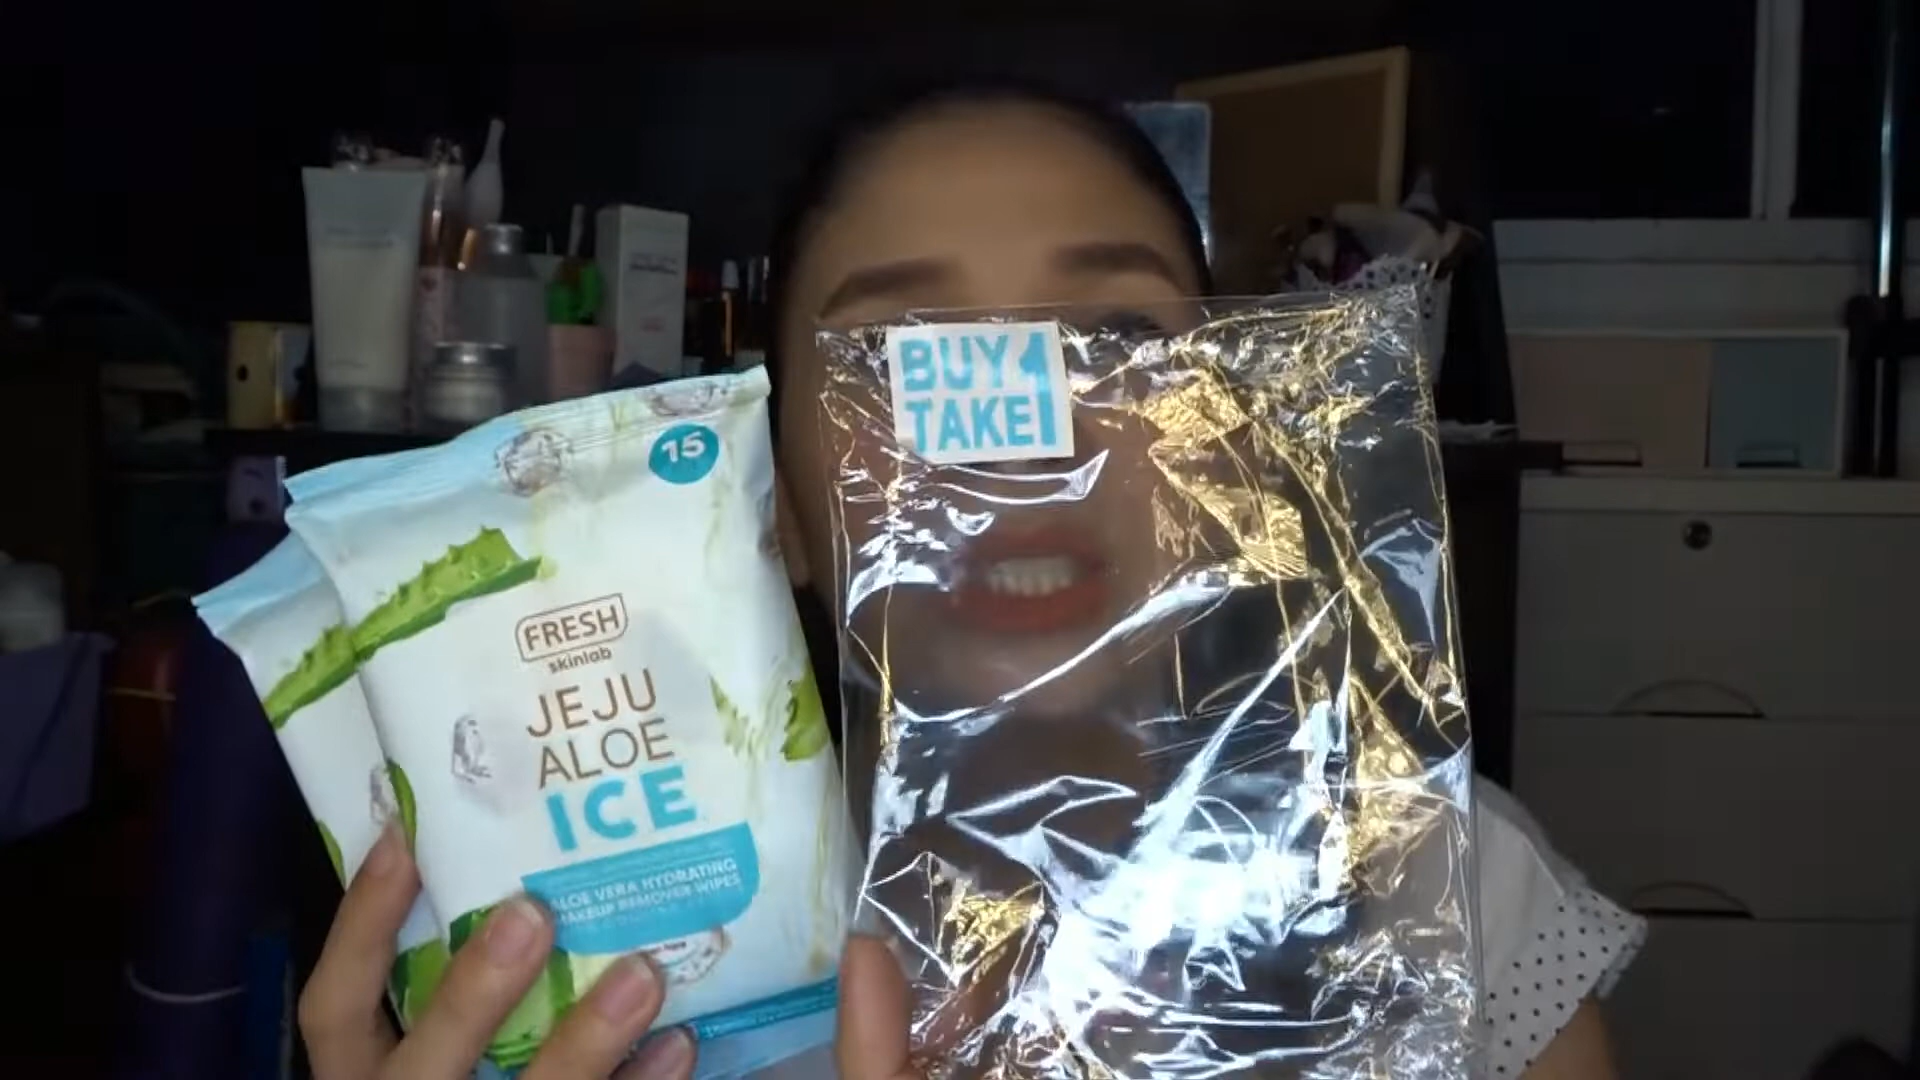 15
FRESH
skinlab
JEJU
ALOE
ICE
ALOE VERA HYDRATING
MAKEUP REMOVER WIPES
BUY 1
TAKE 1